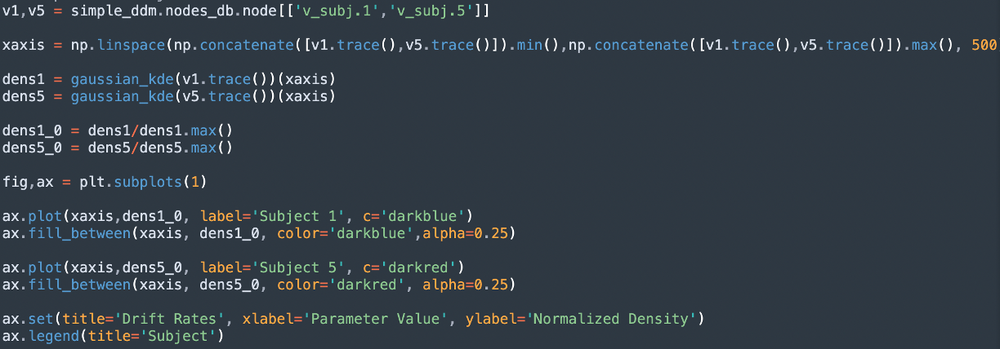 v1,v5 = simple_ddm.nodes_db.node[['v_subj.1','v_subj.5']]
xaxis = np.linspace(np.concatenate([v1.trace(),v5.trace()]).min(),np.concatenate([v1.trace(),v5.trace()]).max(), 500
dens1 = gaussian_kde(v1.trace())(xaxis)
dens5 = gaussian_kde(v5.trace())(xaxis)
dens1_0 = dens1/dens1.max()
dens5_0 = dens5/dens5.max()
fig,ax = plt.subplots(1)
ax.plot(xaxis,dens1_0, label='Subject 1', c='darkblue')
ax.fill_between(xaxis, dens1_0, color='darkblue',alpha=0.25)
ax.plot(xaxis,dens5_0, label='Subject 5', c='darkred')
ax.fill_between(xaxis, dens5_0, color='darkred', alpha=0.25)
ax.set(title='Drift Rates', xlabel='Parameter Value', ylabel='Normalized Density')
ax.legend(title='Subject')